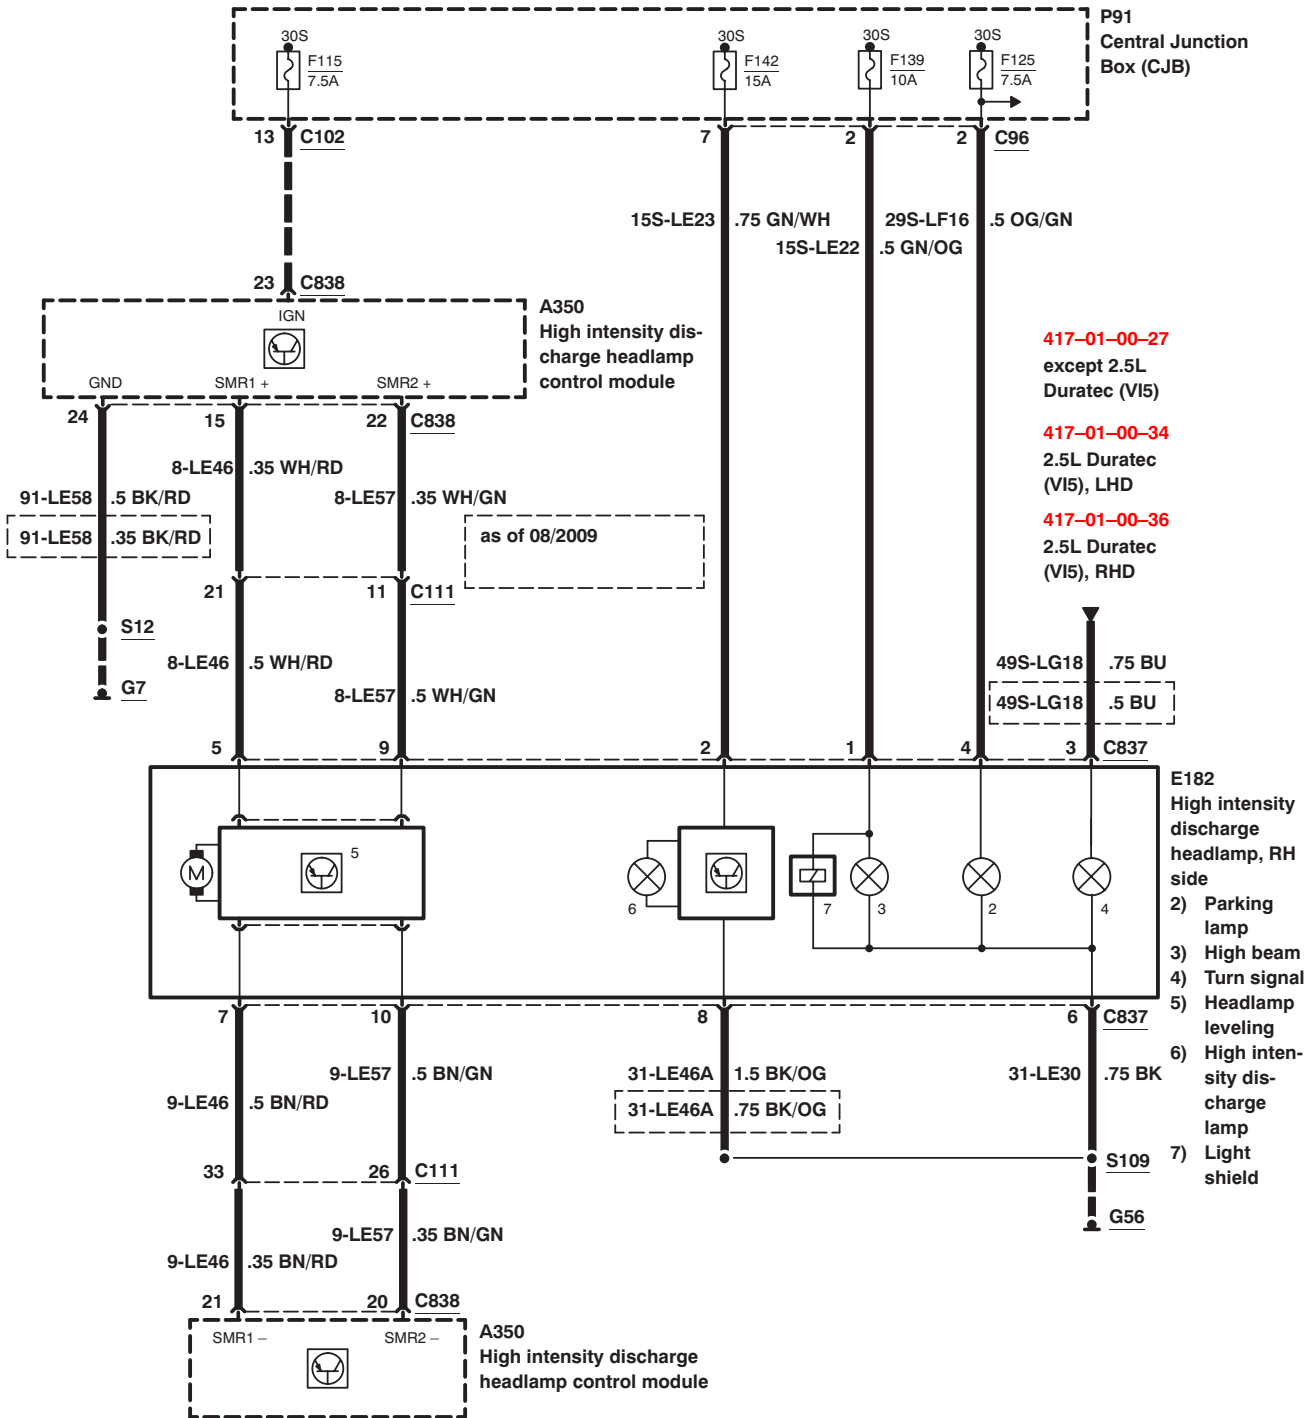 P91
Central Junction
Box (CJB)
30S
F115
7.5A
30S
F142
15A
30S
F139
10A
30S
F125
7.5A
13 C102
7
2
2 C96
15S-LE23 .75 GN/WH
29S-LF16 .5 OG/GN
15S-LE22 .5 GN/OG
23 C838
IGN
GND
SMR1 +
SMR2 +
A350
High intensity dis-
charge headlamp
control module
24
15
22 C838
8-LE46 .35 WH/RD
91-LE58 .5 BK/RD
8-LE57 .35 WH/GN
91-LE58 .35 BK/RD
as of 08/2009
417–01–00–27
except 2.5L
Duratec (VI5)
417–01–00–34
2.5L Duratec
(VI5), LHD
417–01–00–36
2.5L Duratec
(VI5), RHD
21
11 C111
S12
G7
8-LE46 .5 WH/RD
8-LE57 .5 WH/GN
49S-LG18 .75 BU
49S-LG18 .5 BU
5
9
2
1
4
3 C837
M
5
6
7
3
2
4
E182
High intensity
discharge
headlamp, RH
side
2) Parking
lamp
3) High beam
4) Turn signal
5) Headlamp
leveling
6) High inten-
sity dis-
charge
lamp
7) Light
shield
7
10
8
6 C837
9-LE57 .5 BN/GN
9-LE46 .5 BN/RD
31-LE46A 1.5 BK/OG
31-LE46A .75 BK/OG
31-LE30 .75 BK
S109
G56
33
26 C111
9-LE57 .35 BN/GN
9-LE46 .35 BN/RD
21
20 C838
SMR1 –
SMR2 –
A350
High intensity discharge
headlamp control module